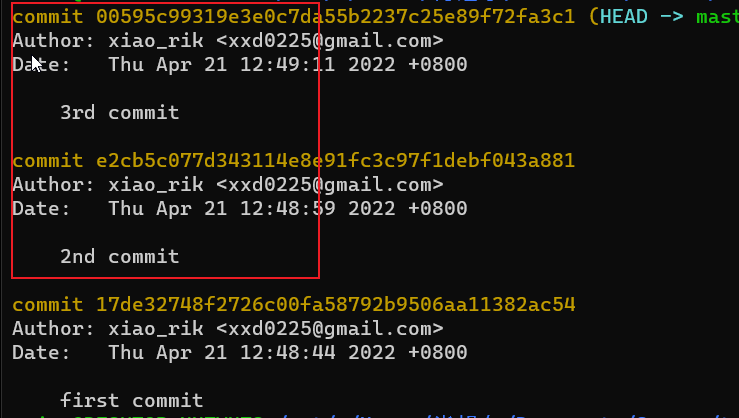 commit 00595c99319e3e0c7da55b2237c25e89f72fa3c1 (HEAD -> mast
Author: xiao_rik <xxd0225@gmail.com>
Date:   Thu Apr 21 12:49:11 2022 +0800
3rd commit
commit e2cb5c077d343114e8e91fc3c97f1debf043a881
Author: xiao_rik <xxd0225@gmail.com>
Date:   Thu Apr 21 12:48:59 2022 +0800
2nd commit
commit 17de32748f2726c00fa58792b9506aa11382ac54
Author: xiao_rik <xxd0225@gmail.com>
Date:   Thu Apr 21 12:48:44 2022 +0800
first commit